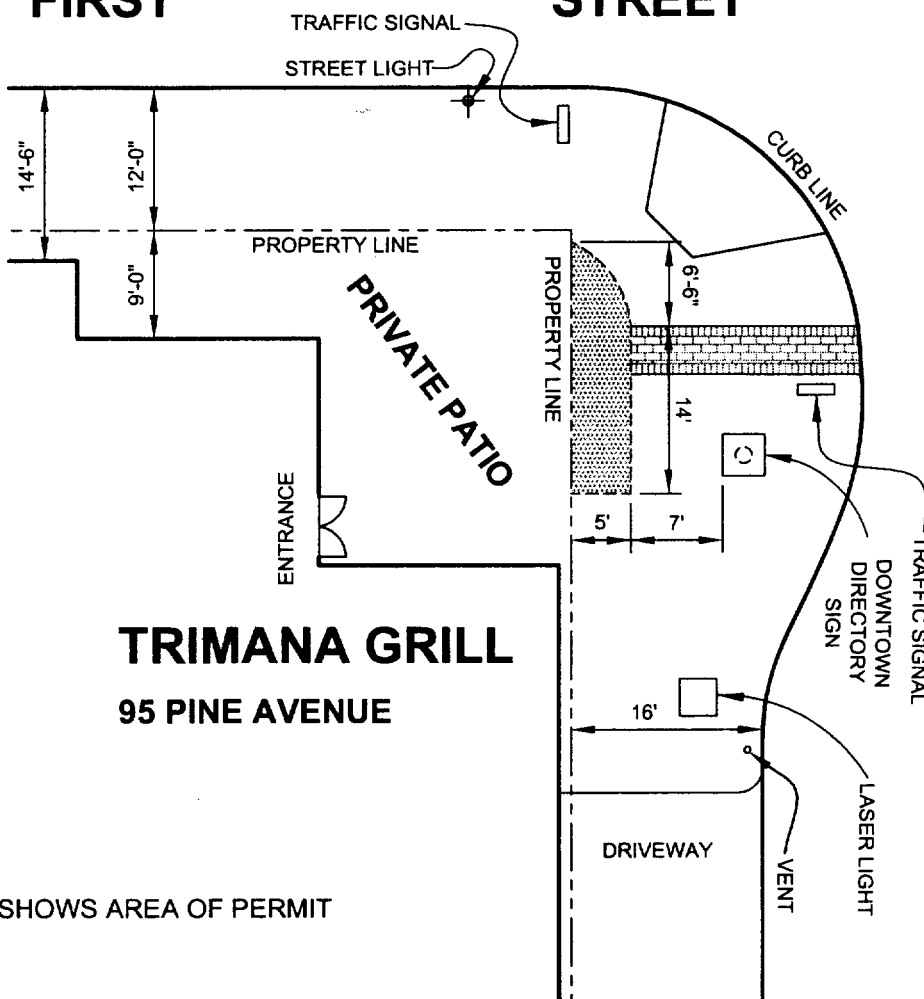 FIRST STREET
TRAFFIC SIGNAL
STREET LIGHT
CURB LINE
14'-6"
12'-0"
PROPERTY LINE
9'-0"
PRIVATE PATIO
PROPERTY LINE
6'-6"
14'
5'
7'
ENTRANCE
TRAFFIC SIGNAL
DOWNTOWN
DIRECTORY
SIGN
TRIMANA GRILL
95 PINE AVENUE
16'
LASER LIGHT
VENT
DRIVEWAY
SHOWS AREA OF PERMIT